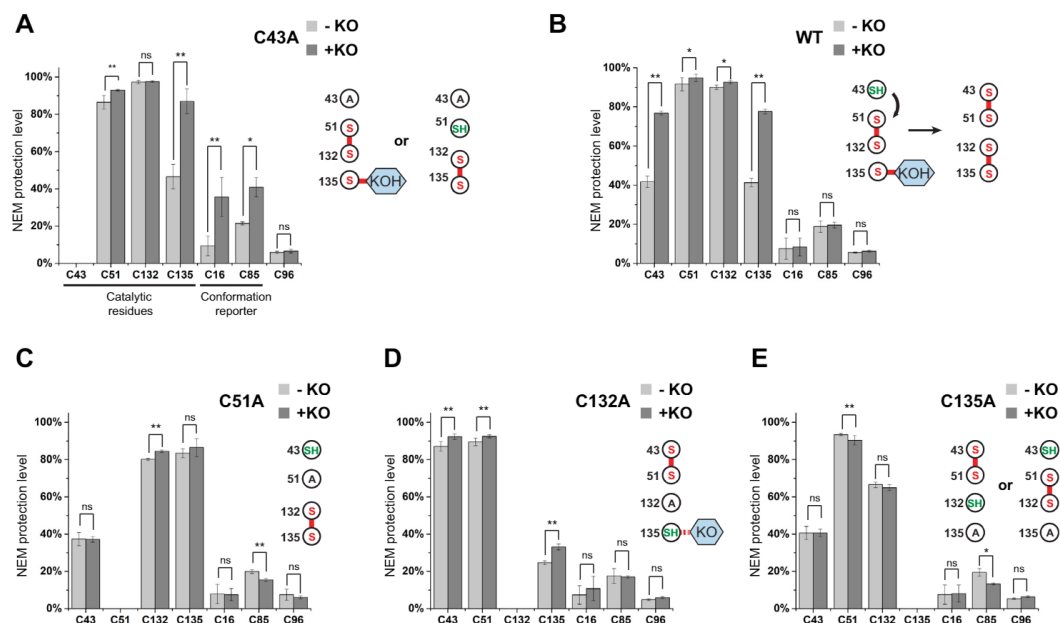 A
C43A
- KO
+KO
NEM protection level
100%
80%
60%
40%
20%
0%
**
ns
**
**
*
ns
C43 C51 C132 C135 C16 C85 C96
Catalytic
residues
Conformation
reporter
43 A
51 S
132 S
135 S KOH
or
43 A
51 SH
132 S
135 S
B
WT
- KO
+KO
NEM protection level
100%
80%
60%
40%
20%
0%
**
*
*
**
ns
ns
ns
C43 C51 C132 C135 C16 C85 C96
43 SH
51 S
132 S
135 S KOH
43 S
51 S
132 S
135 S
C
C51A
- KO
+KO
NEM protection level
100%
80%
60%
40%
20%
0%
ns
**
ns
ns
**
ns
C43 C51 C132 C135 C16 C85 C96
43 SH
51 A
132 S
135 S
D
C132A
- KO
+KO
NEM protection level
100%
80%
60%
40%
20%
0%
**
**
**
ns
ns
ns
C43 C51 C132 C135 C16 C85 C96
43 S
51 S
132 A
135 SH KO
E
C135A
- KO
+KO
NEM protection level
100%
80%
60%
40%
20%
0%
ns
**
ns
ns
*
ns
C43 C51 C132 C135 C16 C85 C96
43 S
51 S
132 SH
135 A
or
43 SH
51 S
132 S
135 A